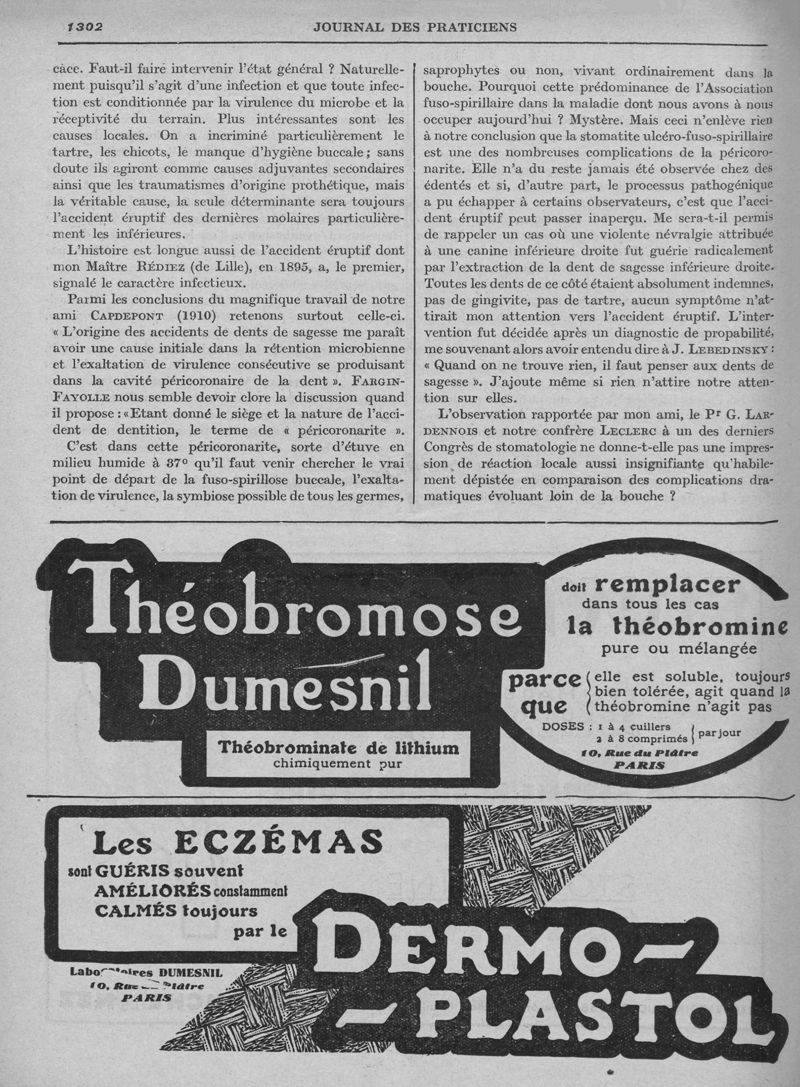 1302
JOURNAL DES PRATICIENS
cace. Faut-il faire intervenir l'état général ? Naturelle-
ment puisqu'il s'agit d'une infection et que toute infec-
tion est conditionnée par la virulence du microbe et la
réceptivité du terrain. Plus intéressantes sont les
causes locales. On a incriminé particulièrement le
tartre, les chicots, le manque d'hygiène buccale ; sans
doute ils agiront comme causes adjuvantes secondaires
ainsi que les traumatismes d'origine prothétique, mais
la véritable cause, la seule déterminante sera toujours
l'accident éruptif des dernières molaires particulière-
ment les inférieures.
L'histoire est longue aussi de l'accident éruptif dont
mon Maître RÉDIEZ (de Lille), en 1895, a, le premier,
signalé le caractère infectieux.
Parmi les conclusions du magnifique travail de notre
ami CAPDEPONT (1910) retenons surtout celle-ci.
« L'origine des accidents de dents de sagesse me paraît
avoir une cause initiale dans la rétention microbienne
et l'exaltation de virulence consécutive se produisant
dans la cavité péricoronaire de la dent ». FARGIN-
FAYOLLE nous semble devoir clore la discussion quand
il propose : «Etant donné le siège et la nature de l'acci-
dent de dentition, le terme de « péricoronarite ».
C'est dans cette péricoronarite, sorte d'étuve en
milieu humide à 37° qu'il faut venir chercher le vrai
point de départ de la fuso-spirillose buccale, l'exalta-
tion de virulence, la symbiose possible de tous les germes,
saprophytes ou non, vivant ordinairement dans la
bouche. Pourquoi cette prédominance de l'Association
fuso-spirillaire dans la maladie dont nous avons à nous
occuper aujourd'hui ? Mystère. Mais ceci n'enlève rien
à notre conclusion que la stomatite ulcéro-fuso-spirillaire
est une des nombreuses complications de la péricoro-
narite. Elle n'a du reste jamais été observée chez des
édentés et si, d'autre part, le processus pathogénique
a pu échapper à certains observateurs, c'est que l'acci-
dent éruptif peut passer inaperçu. Me sera-t-il permis
de rappeler un cas où une violente névralgie attribuée
à une canine inférieure droite fut guérie radicalement
par l'extraction de la dent de sagesse inférieure droite.
Toutes les dents de ce côté étaient absolument indemnes,
pas de gingivite, pas de tartre, aucun symptôme n'at-
tirait mon attention vers l'accident éruptif. L'inter-
vention fut décidée après un diagnostic de propabilité,
me souvenant alors avoir entendu dire à J. LEBEDINSKY :
« Quand on ne trouve rien, il faut penser aux dents de
sagesse ». J'ajoute même si rien n'attire notre atten-
tion sur elles.
L'observation rapportée par mon ami, le Pr G. LAR-
DENNOIS et notre confrère LECLERC à un des derniers
Congrès de stomatologie ne donne-t-elle pas une impres-
sion de réaction locale aussi insignifiante qu'habile-
ment dépistée en comparaison des complications dra-
matiques évoluant loin de la bouche ?
Théobromose
Dumesnil
Théobrominate de lithium
chimiquement pur
doit remplacer
dans tous les cas
la théobromine
pure ou mélangée
parce que
elle est soluble, toujours
bien tolérée, agit quand la
théobromine n'agit pas
DOSES : 1 à 4 cuillers
2 à 8 comprimés
par jour
10, Rue du Plâtre
PARIS
Les ECZÉMAS
sont GUÉRIS souvent
AMÉLIORÉS constamment
CALMÉS toujours
par le
DERMO-
-PLASTOL
Laboratoires DUMESNIL
10, Rue du Plâtre
PARIS